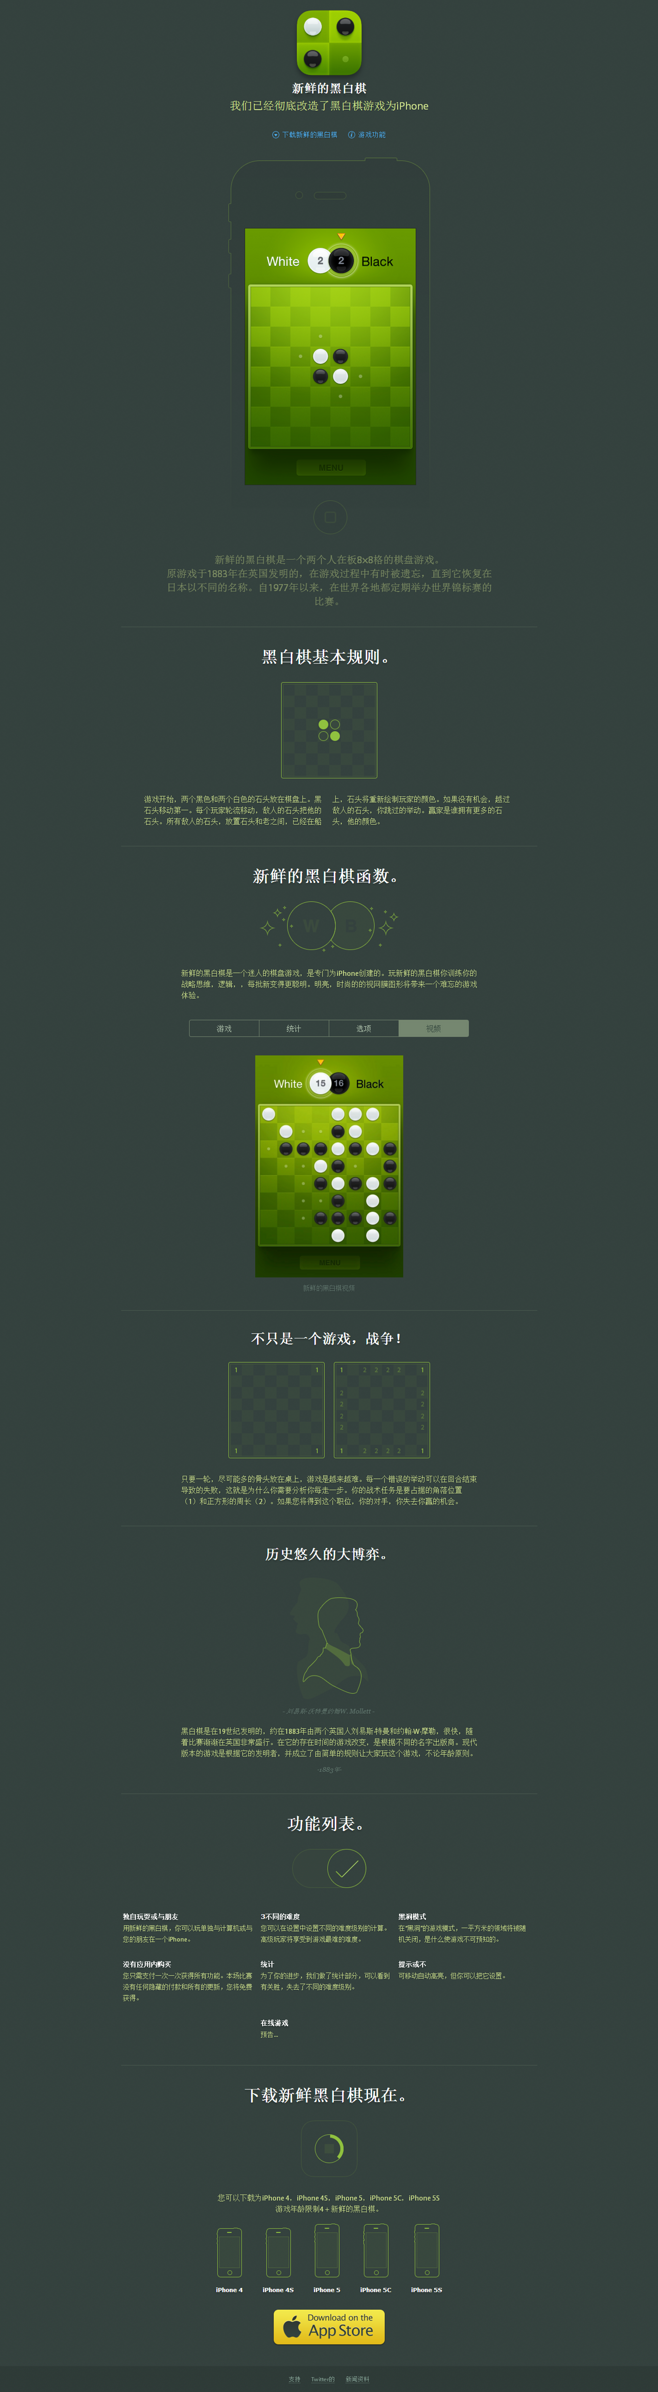 新鲜的黑白棋
我们已经彻底改造了黑白棋游戏为iPhone
下载新鲜的黑白棋 游戏功能
White 2 2 Black
MENU
新鲜的黑白棋是一个两个人在板8×8格的棋盘游戏。
原游戏于1883年在英国发明的，在游戏过程中有时被遗忘，直到它恢复在
日本以不同的名称。自1977年以来，在世界各地都定期举办世界锦标赛的
比赛。
黑白棋基本规则。
游戏开始，两个黑色和两个白色的石头放在棋盘上。黑
石头移动第一。每个玩家轮流移动，敌人的石头把他的
石头。所有敌人的石头，放置石头和老之间，已经在船
上，石头将重新绘制玩家的颜色。如果没有机会，越过
敌人的石头，你跳过的举动。赢家是谁拥有更多的石
头，他的颜色。
新鲜的黑白棋函数。
W B
新鲜的黑白棋是一个迷人的棋盘游戏，是专门为iPhone创建的。玩新鲜的黑白棋你训练你的
战略思维，逻辑，，每批新变得更聪明。明亮，时尚的的视网膜图形将带来一个难忘的游戏
体验。
游戏 统计 选项 视频
White 15 16 Black
MENU
新鲜的黑白棋视频
不只是一个游戏，战争！
1 1 1 2 2 2 2 1
2 2
2 2
2 2
2 2
1 1 1 2 2 2 2 1
只要一轮，尽可能多的骨头放在桌上，游戏是越来越难。每一个错误的举动可以在回合结束
导致的失败，这就是为什么你需要分析你每走一步。你的战术任务是要占据的角落位置
（1）和正方形的周长（2）。如果您将得到这个职位，你的对手，你失去你赢的机会。
历史悠久的大博弈。
黑白棋是在19世纪发明的，约在1883年由两个英国人刘易斯·特曼和约翰·W·摩勒，很快，随
着比赛谢谢在英国非常盛行。在它的存在时间的游戏改变，是根据不同的名字出版商。现代
版本的游戏是根据它的发明者，并成立了由简单的规则让大家玩这个游戏，不论年龄原则。
功能列表。
独自玩耍或与朋友
用新鲜的黑白棋，你可以玩单独与计算机或与
您的朋友在一个iPhone。
3不同的难度
您可以在设置中设置不同的难度级别的计算。
高级玩家将享受到游戏最难的难度。
黑洞模式
在“黑洞”的游戏模式，一平方米的领域将被随
机关闭，是什么使游戏不可预知的。
没有应用内购买
您只需支付一次一次获得所有功能。本场比赛
没有任何隐藏的付款和所有的更新，您将免费
获得。
统计
为了你的进步，我们做了统计部分，可以看到
有关胜，失去了不同的难度级别。
提示或不
可移动自动高亮，但你可以把它设置。
在线游戏
预告...
下载新鲜黑白棋现在。
您可以下载为iPhone 4、iPhone 4S、iPhone 5、iPhone 5C、iPhone 5S
游戏年龄限制4 + 新鲜的黑白棋。
iPhone 4 iPhone 4S iPhone 5 iPhone 5C iPhone 5S
Download on the
App Store
支持 Twitter的 新闻资料